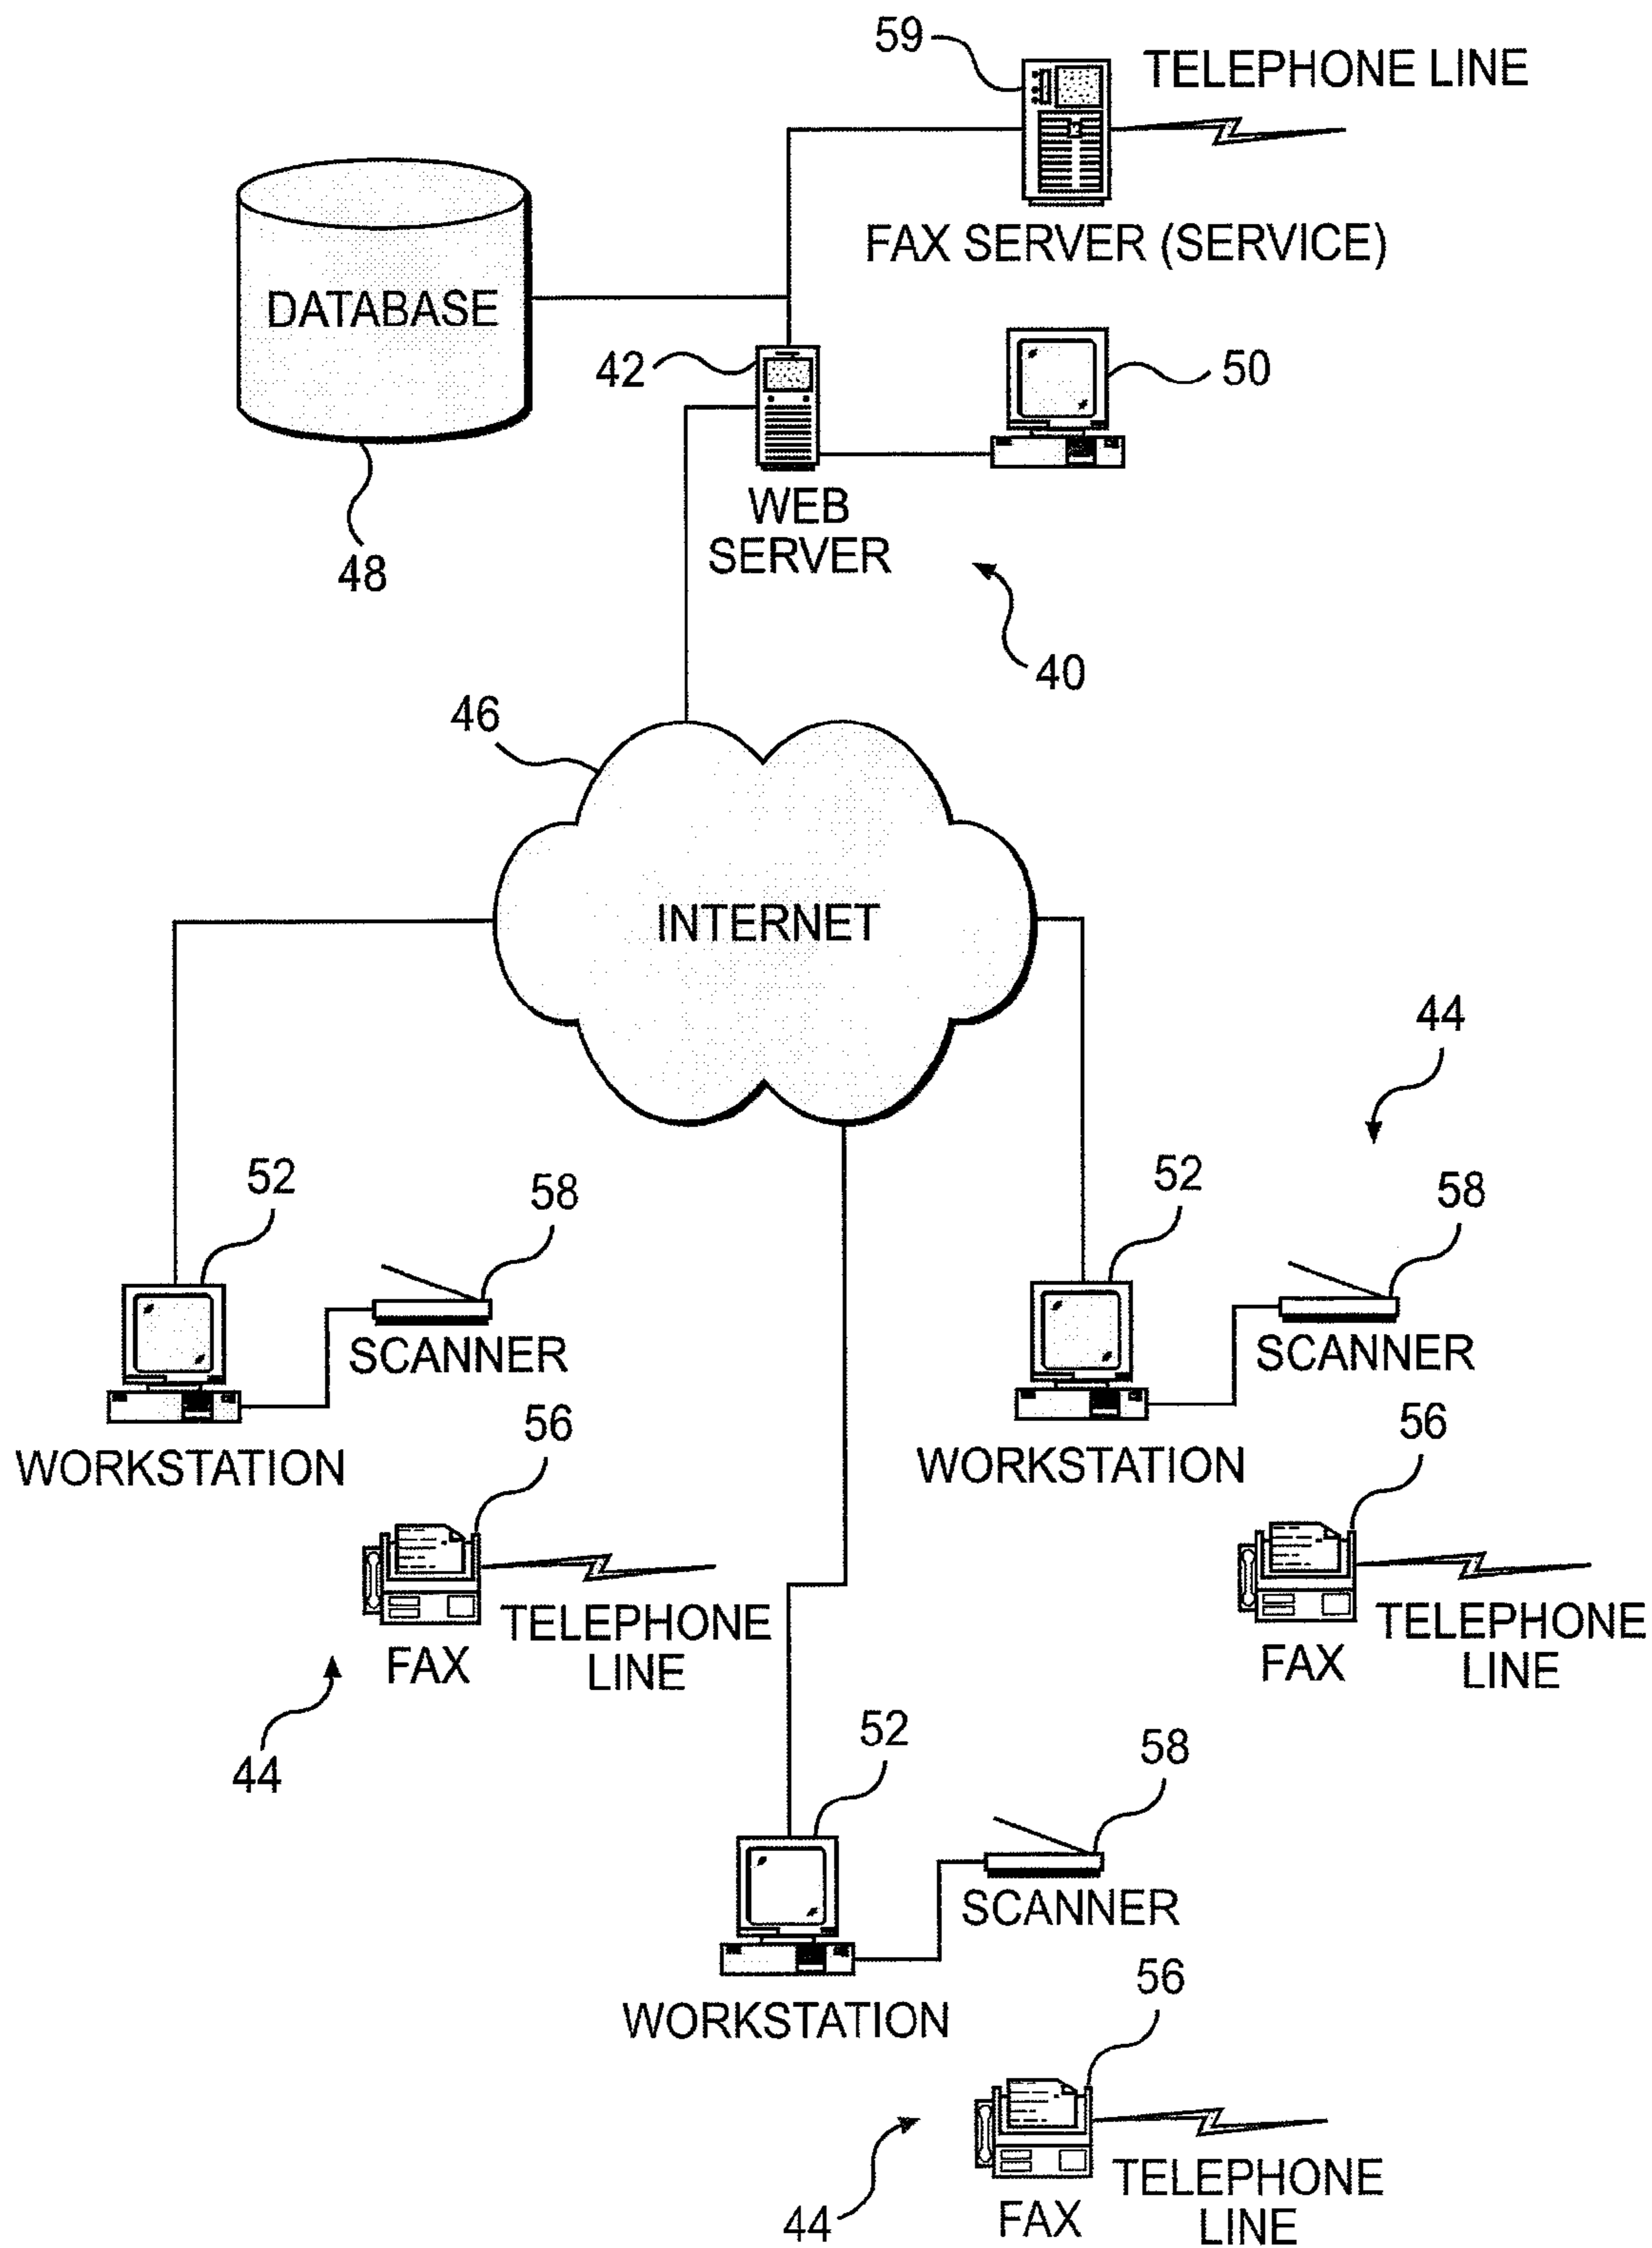 59
TELEPHONE LINE
FAX SERVER (SERVICE)
DATABASE
42
50
WEB
SERVER
48
40
46
INTERNET
44
52
58
52
58
SCANNER
SCANNER
56
56
WORKSTATION
WORKSTATION
TELEPHONE
LINE
FAX
TELEPHONE
LINE
FAX
44
52
58
SCANNER
56
WORKSTATION
44
FAX
TELEPHONE
LINE